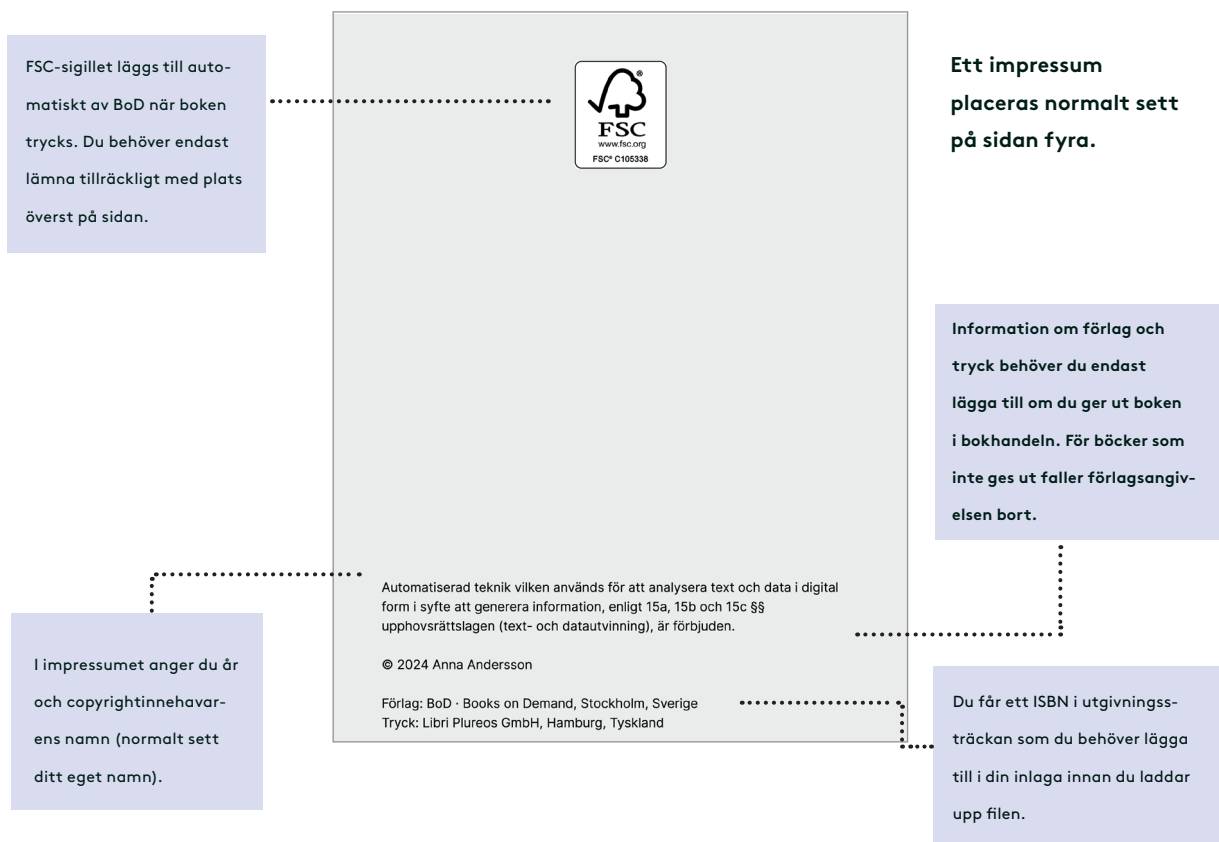 FSC-sigillet läggs till auto-
matiskt av BoD när boken
trycks. Du behöver endast
lämna tillräckligt med plats
överst på sidan.
®
FSC
www.fsc.org
FSC® C105338
Ett impressum
placeras normalt sett
på sidan fyra.
Information om förlag och
tryck behöver du endast
lägga till om du ger ut boken
i bokhandeln. För böcker som
inte ges ut faller förlagsangiv-
elsen bort.
Automatiserad teknik vilken används för att analysera text och data i digital
form i syfte att generera information, enligt 15a, 15b och 15c §§
upphovsrättslagen (text- och datautvinning), är förbjuden.
© 2024 Anna Andersson
Förlag: BoD · Books on Demand, Stockholm, Sverige
Tryck: Libri Plureos GmbH, Hamburg, Tyskland
I impressumet anger du år
och copyrightinnehavar-
ens namn (normalt sett
ditt eget namn).
Du får ett ISBN i utgivningss-
träckan som du behöver lägga
till i din inlaga innan du laddar
upp filen.